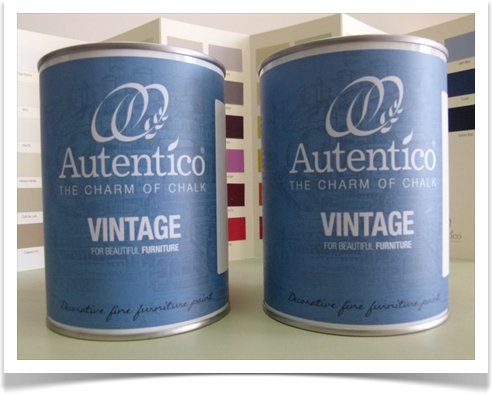 Autentico®
THE CHARM OF CHALK
VINTAGE
FOR BEAUTIFUL FURNITURE
Decorative fine furniture paint
Autentico®
THE CHARM OF CHALK
VINTAGE
FOR BEAUTIFUL FURNITURE
Decorative fine furniture paint